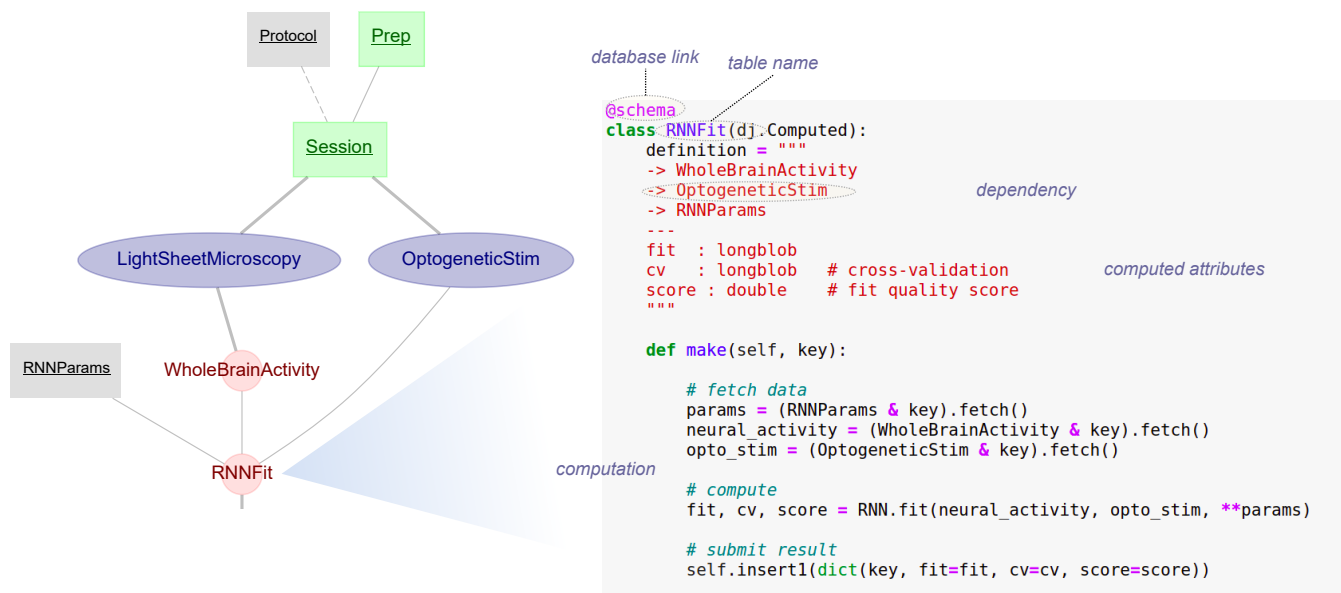 Protocol
Prep
Session
LightSheetMicroscopy
OptogeneticStim
RNNParams
WholeBrainActivity
RNNFit
database link
table name
@schema
class RNNFit(dj.Computed):
    definition = """
    -> WholeBrainActivity
    -> OptogeneticStim
    dependency
    -> RNNParams
    ---
    fit  : longblob
    cv   : longblob   # cross-validation
    computed attributes
    score : double    # fit quality score
    """
    def make(self, key):
        # fetch data
        params = (RNNParams & key).fetch()
        neural_activity = (WholeBrainActivity & key).fetch()
        opto_stim = (OptogeneticStim & key).fetch()
computation
        # compute
        fit, cv, score = RNN.fit(neural_activity, opto_stim, **params)
        # submit result
        self.insert1(dict(key, fit=fit, cv=cv, score=score))